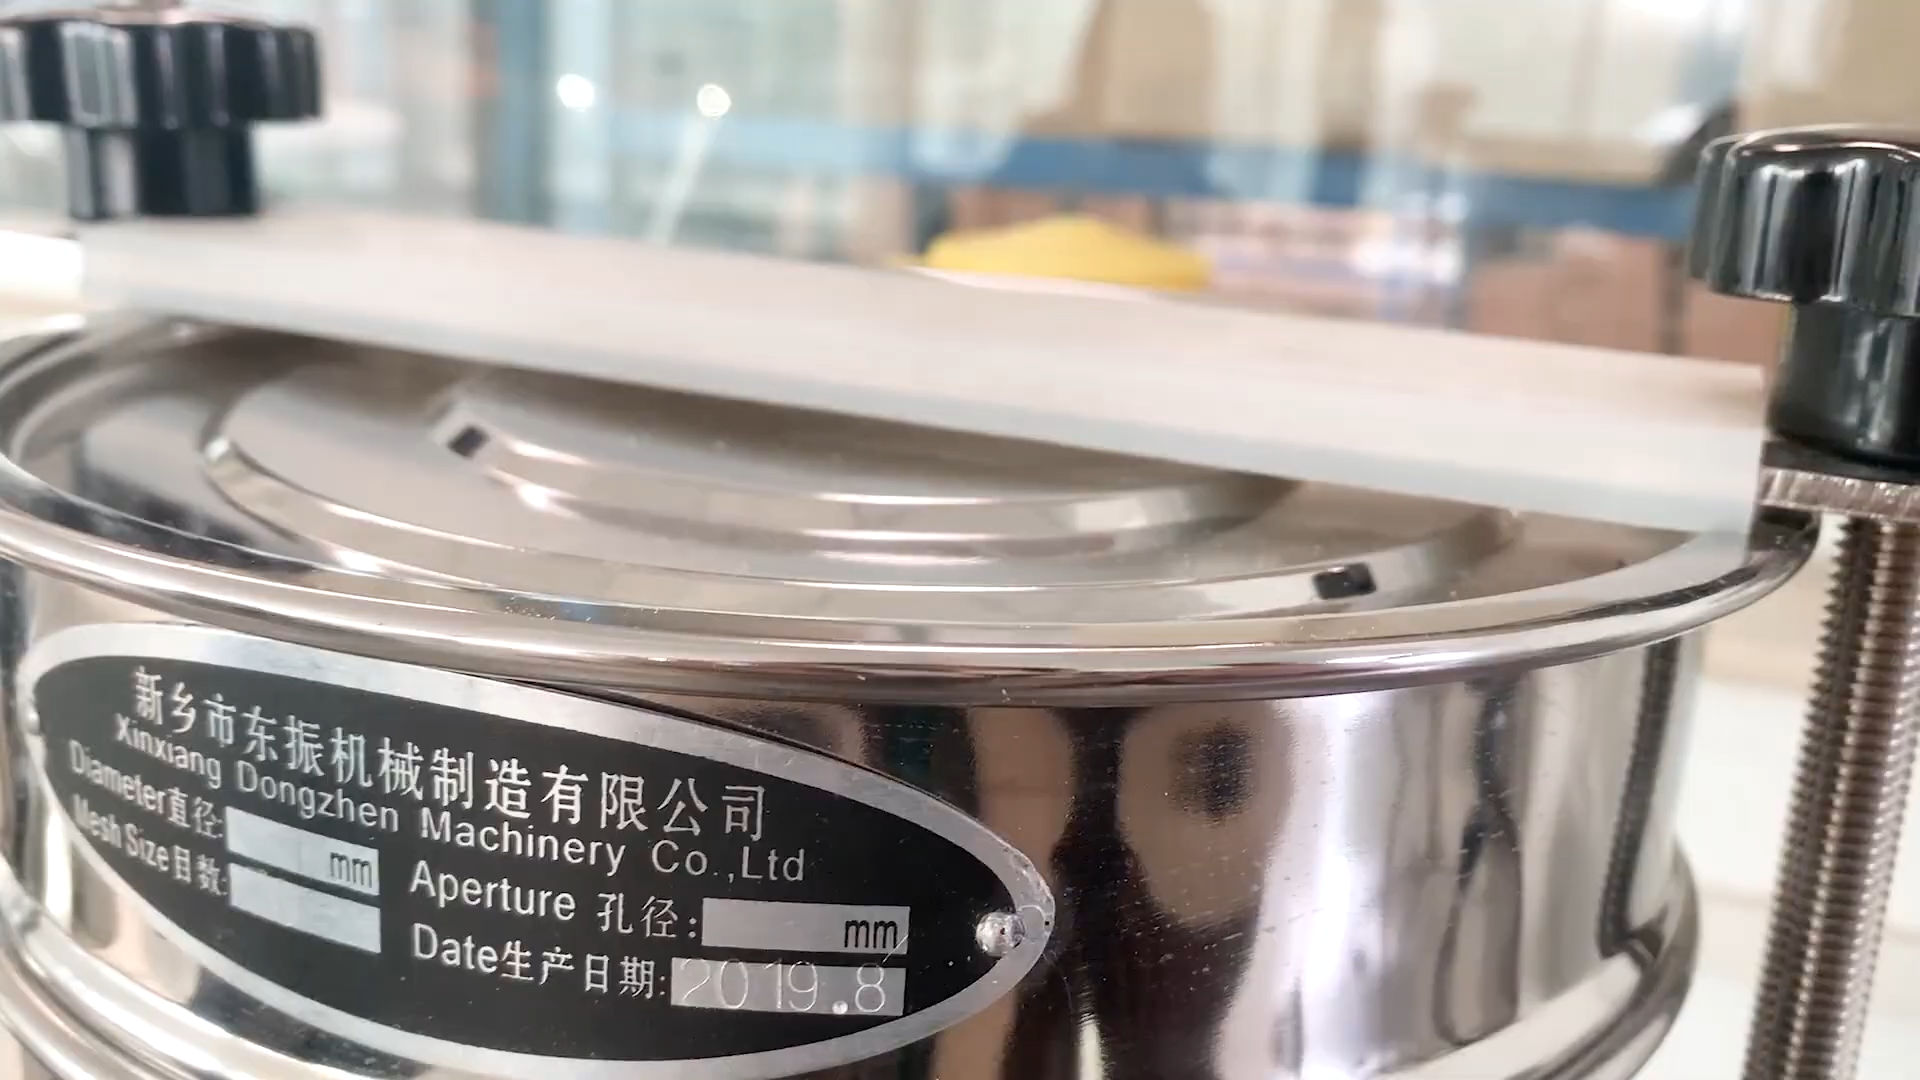 新乡市东振机械制造有限公司
Xinxiang Dongzhen Machinery Co.,Ltd
Diameter直径: mm
Mesh Size目数:
Aperture 孔径: mm
Date生产日期: 2019.8